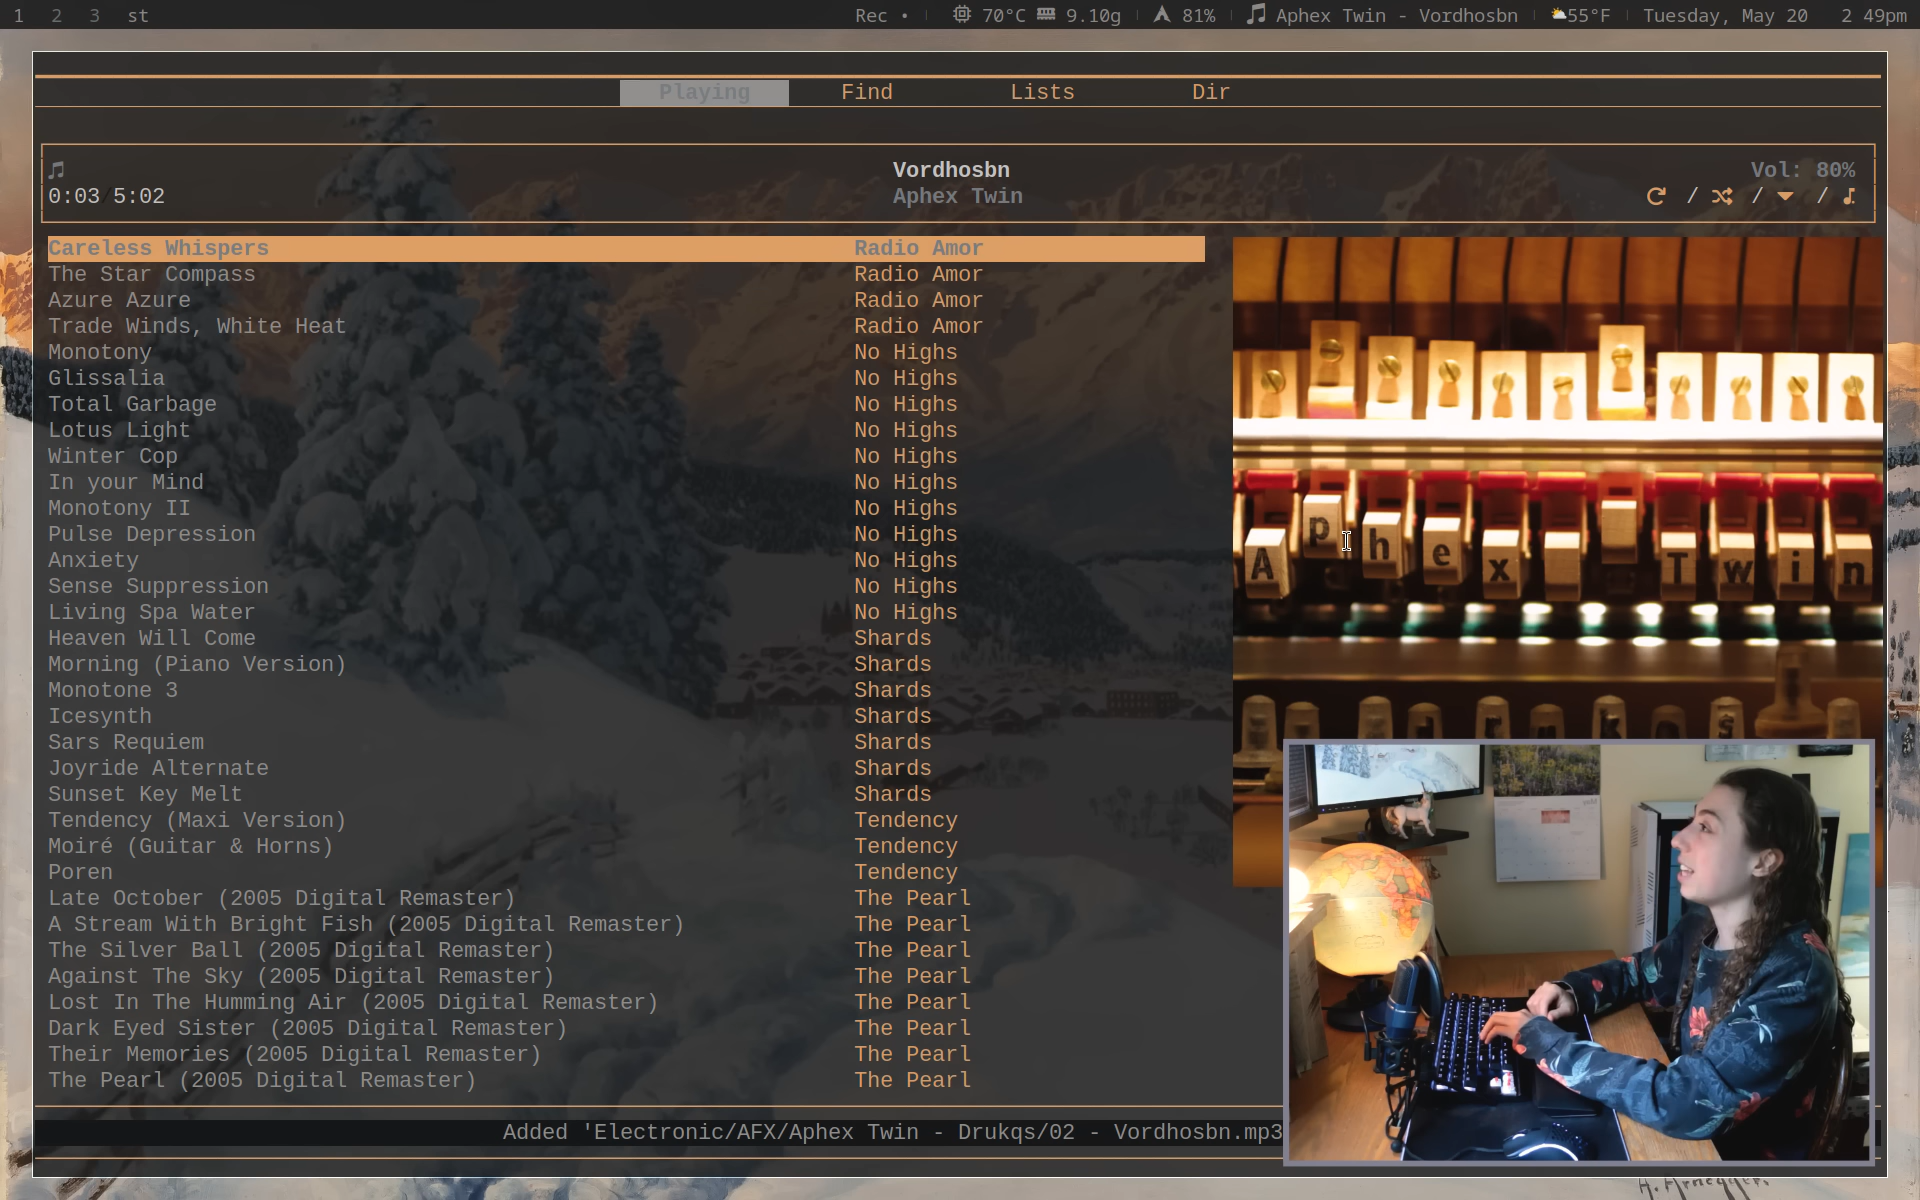 1 2 3 st Rec • 70°C 9.10g 81% Aphex Twin - Vordhosbn 55°F Tuesday, May 20 2 49pm
Playing Find Lists Dir
Vordhosbn Vol: 80%
0:03 5:02 Aphex Twin / / /
Careless Whispers Radio Amor
The Star Compass Radio Amor
Azure Azure Radio Amor
Trade Winds, White Heat Radio Amor
Monotony No Highs
Glissalia No Highs
Total Garbage No Highs
Lotus Light No Highs
Winter Cop No Highs
In your Mind No Highs
Monotony II No Highs
Pulse Depression No Highs
Anxiety No Highs
Sense Suppression No Highs
Living Spa Water No Highs
Heaven Will Come Shards
Morning (Piano Version) Shards
Monotone 3 Shards
Icesynth Shards
Sars Requiem Shards
Joyride Alternate Shards
Sunset Key Melt Shards
Tendency (Maxi Version) Tendency
Moiré (Guitar & Horns) Tendency
Poren Tendency
Late October (2005 Digital Remaster) The Pearl
A Stream With Bright Fish (2005 Digital Remaster) The Pearl
The Silver Ball (2005 Digital Remaster) The Pearl
Against The Sky (2005 Digital Remaster) The Pearl
Lost In The Humming Air (2005 Digital Remaster) The Pearl
Dark Eyed Sister (2005 Digital Remaster) The Pearl
Their Memories (2005 Digital Remaster) The Pearl
The Pearl (2005 Digital Remaster) The Pearl
Aphex Twin
Added 'Electronic/AFX/Aphex Twin - Drukqs/02 - Vordhosbn.mp3